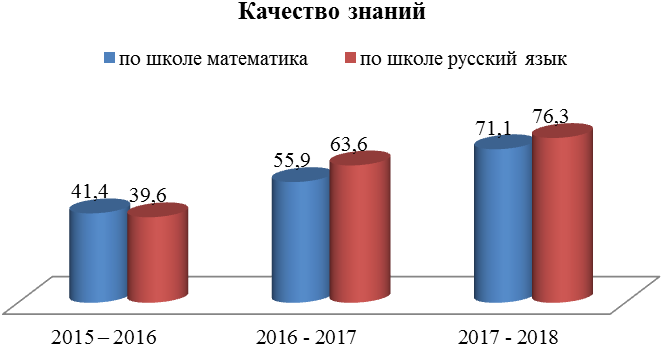 Качество знаний
по школе математика по школе русский язык
41,4 39,6 55,9 63,6 71,1 76,3
2015 – 2016 2016 - 2017 2017 - 2018